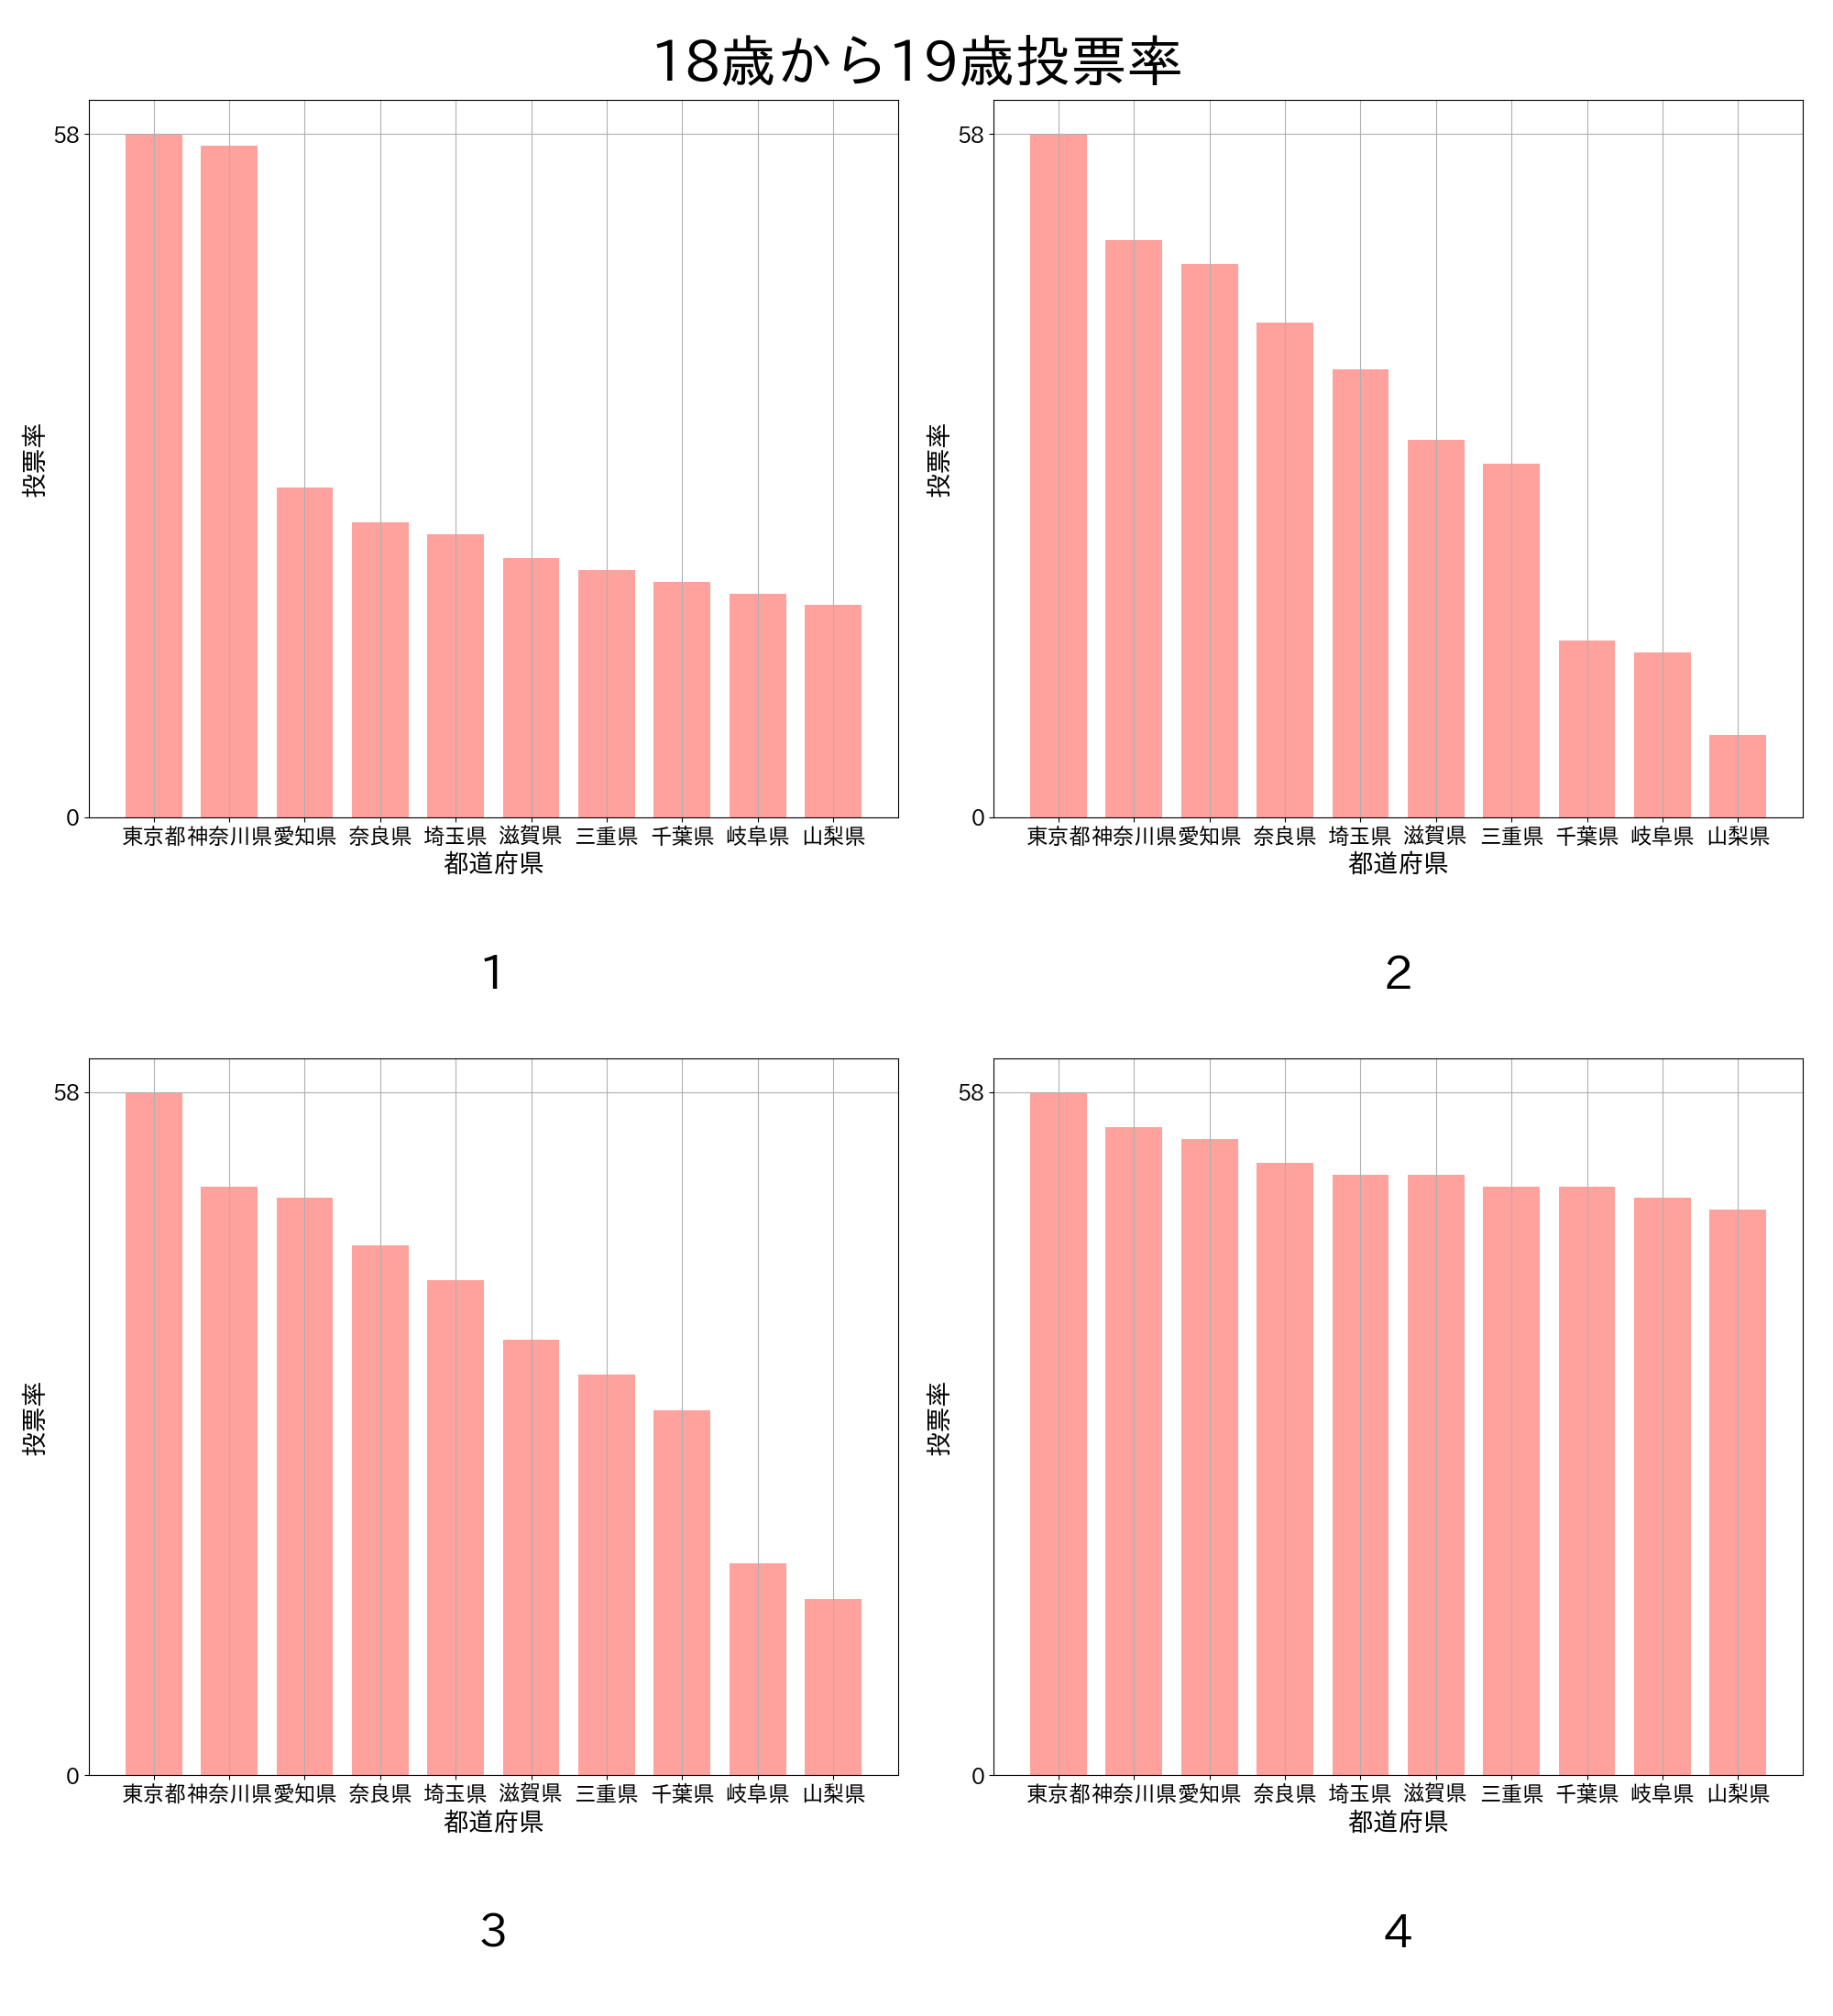 18歳から19歳投票率
58
0
投票率
東京都 神奈川県 愛知県 奈良県 埼玉県 滋賀県 三重県 千葉県 岐阜県 山梨県
都道府県
1
58
0
投票率
東京都 神奈川県 愛知県 奈良県 埼玉県 滋賀県 三重県 千葉県 岐阜県 山梨県
都道府県
2
58
0
投票率
東京都 神奈川県 愛知県 奈良県 埼玉県 滋賀県 三重県 千葉県 岐阜県 山梨県
都道府県
3
58
0
投票率
東京都 神奈川県 愛知県 奈良県 埼玉県 滋賀県 三重県 千葉県 岐阜県 山梨県
都道府県
4